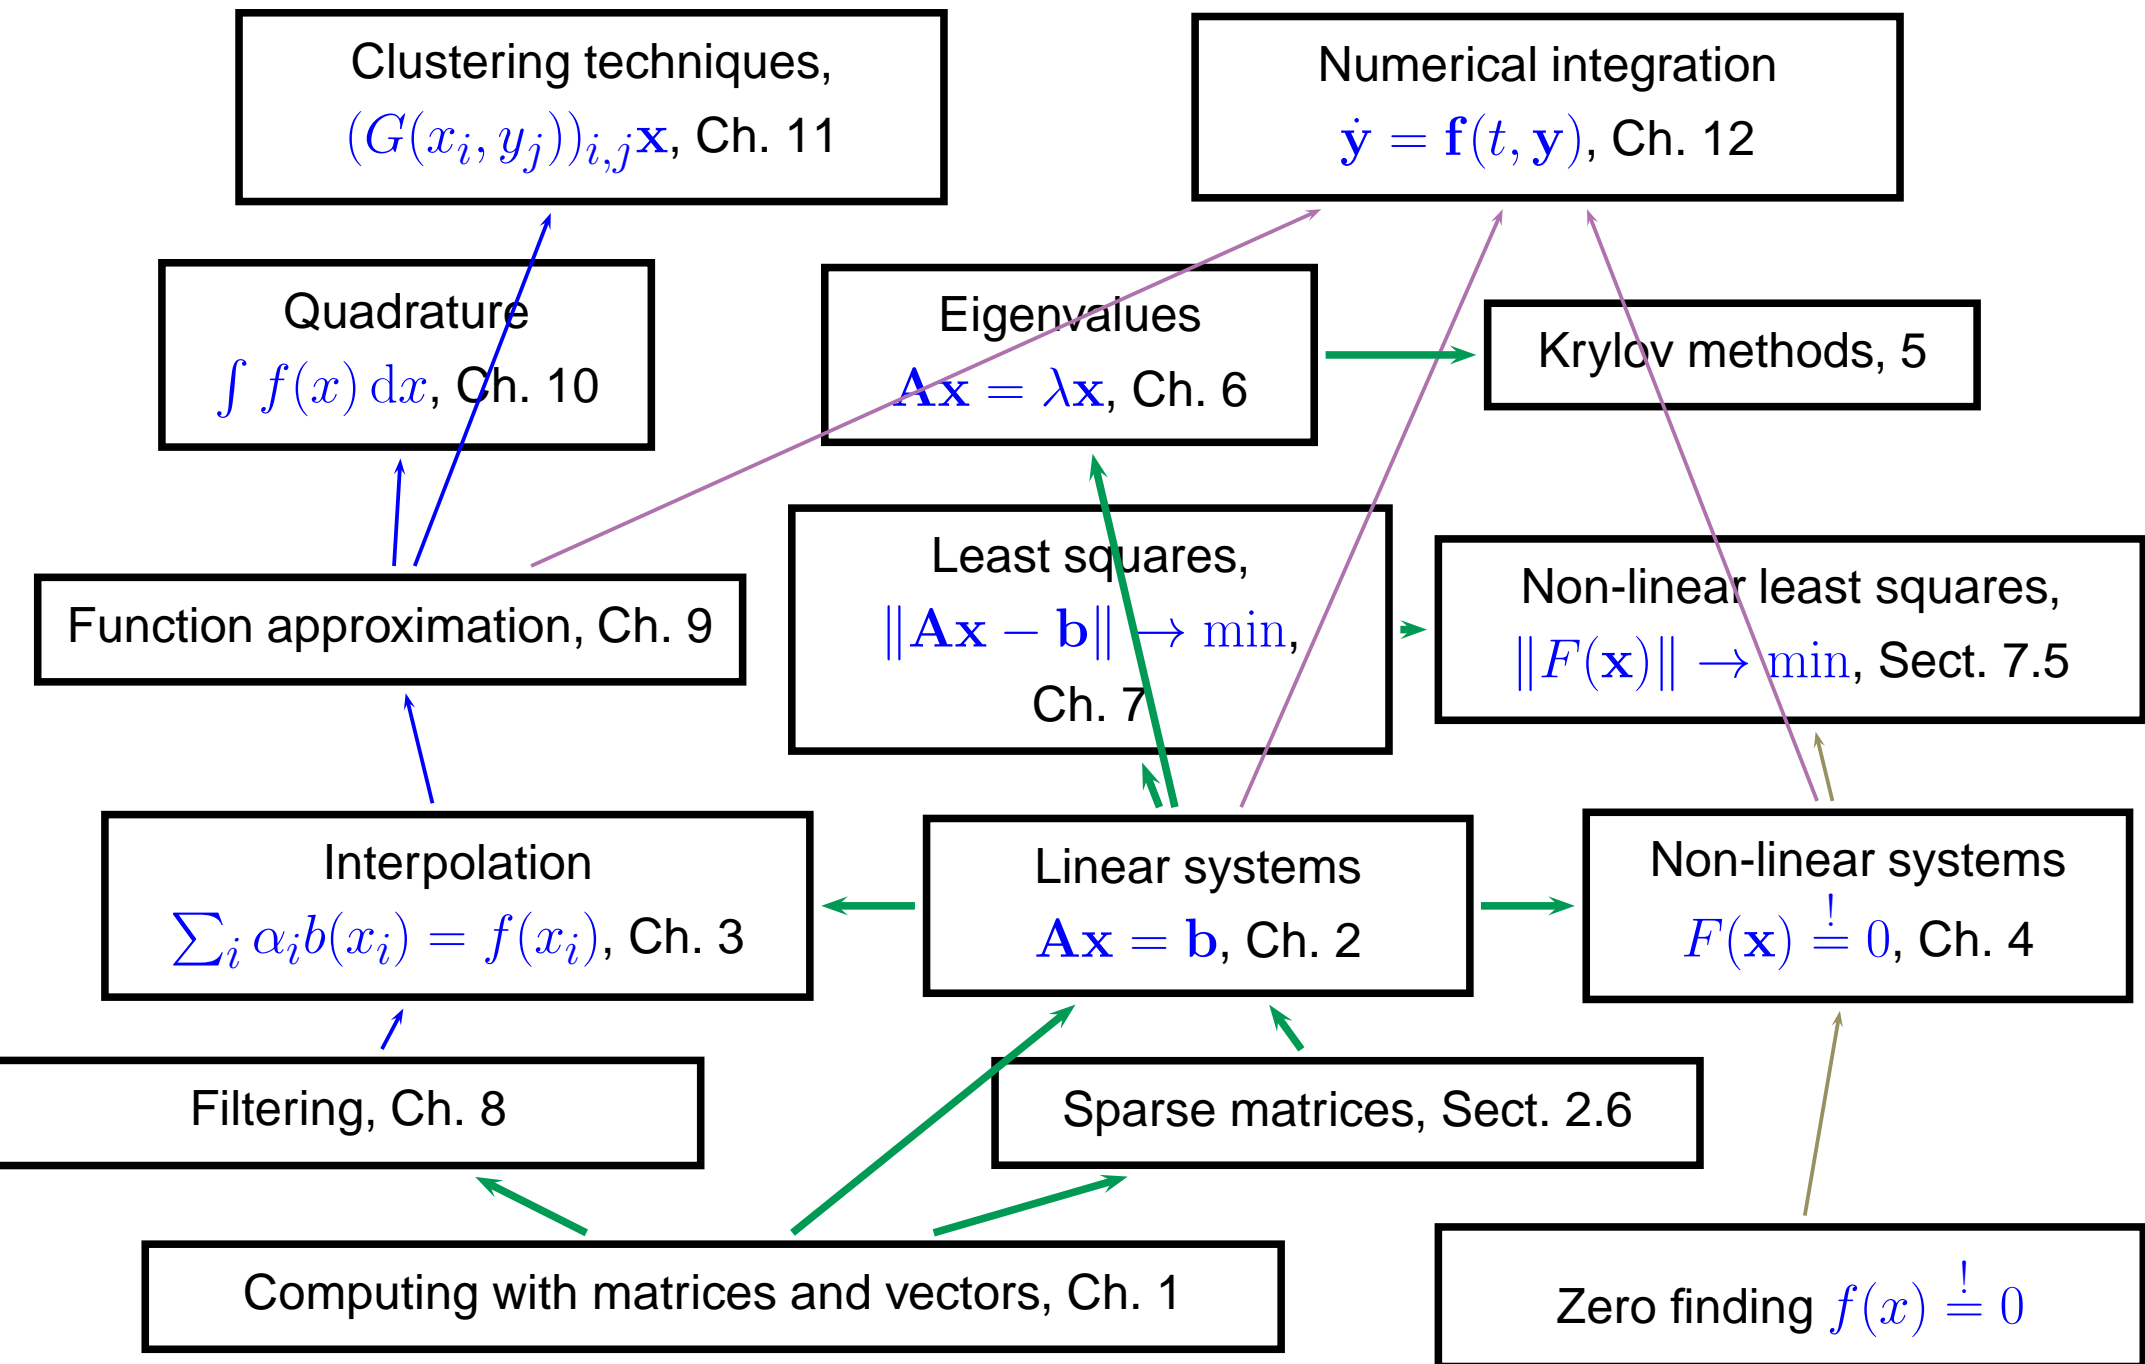 Clustering techniques,
(G(x_i, y_j))_{i,j}𝐱, Ch. 11
Numerical integration
ẏ = f(t, y), Ch. 12
Quadrature
∫ f(x) dx, Ch. 10
Eigenvalues
Ax = λx, Ch. 6
Krylov methods, 5
Function approximation, Ch. 9
Least squares,
‖Ax − b‖ → min,
Ch. 7
Non-linear least squares,
‖F(x)‖ → min, Sect. 7.5
Interpolation
∑_i α_i b(x_i) = f(x_i), Ch. 3
Linear systems
Ax = b, Ch. 2
Non-linear systems
F(x) =! 0, Ch. 4
Filtering, Ch. 8
Sparse matrices, Sect. 2.6
Computing with matrices and vectors, Ch. 1
Zero finding f(x) =! 0